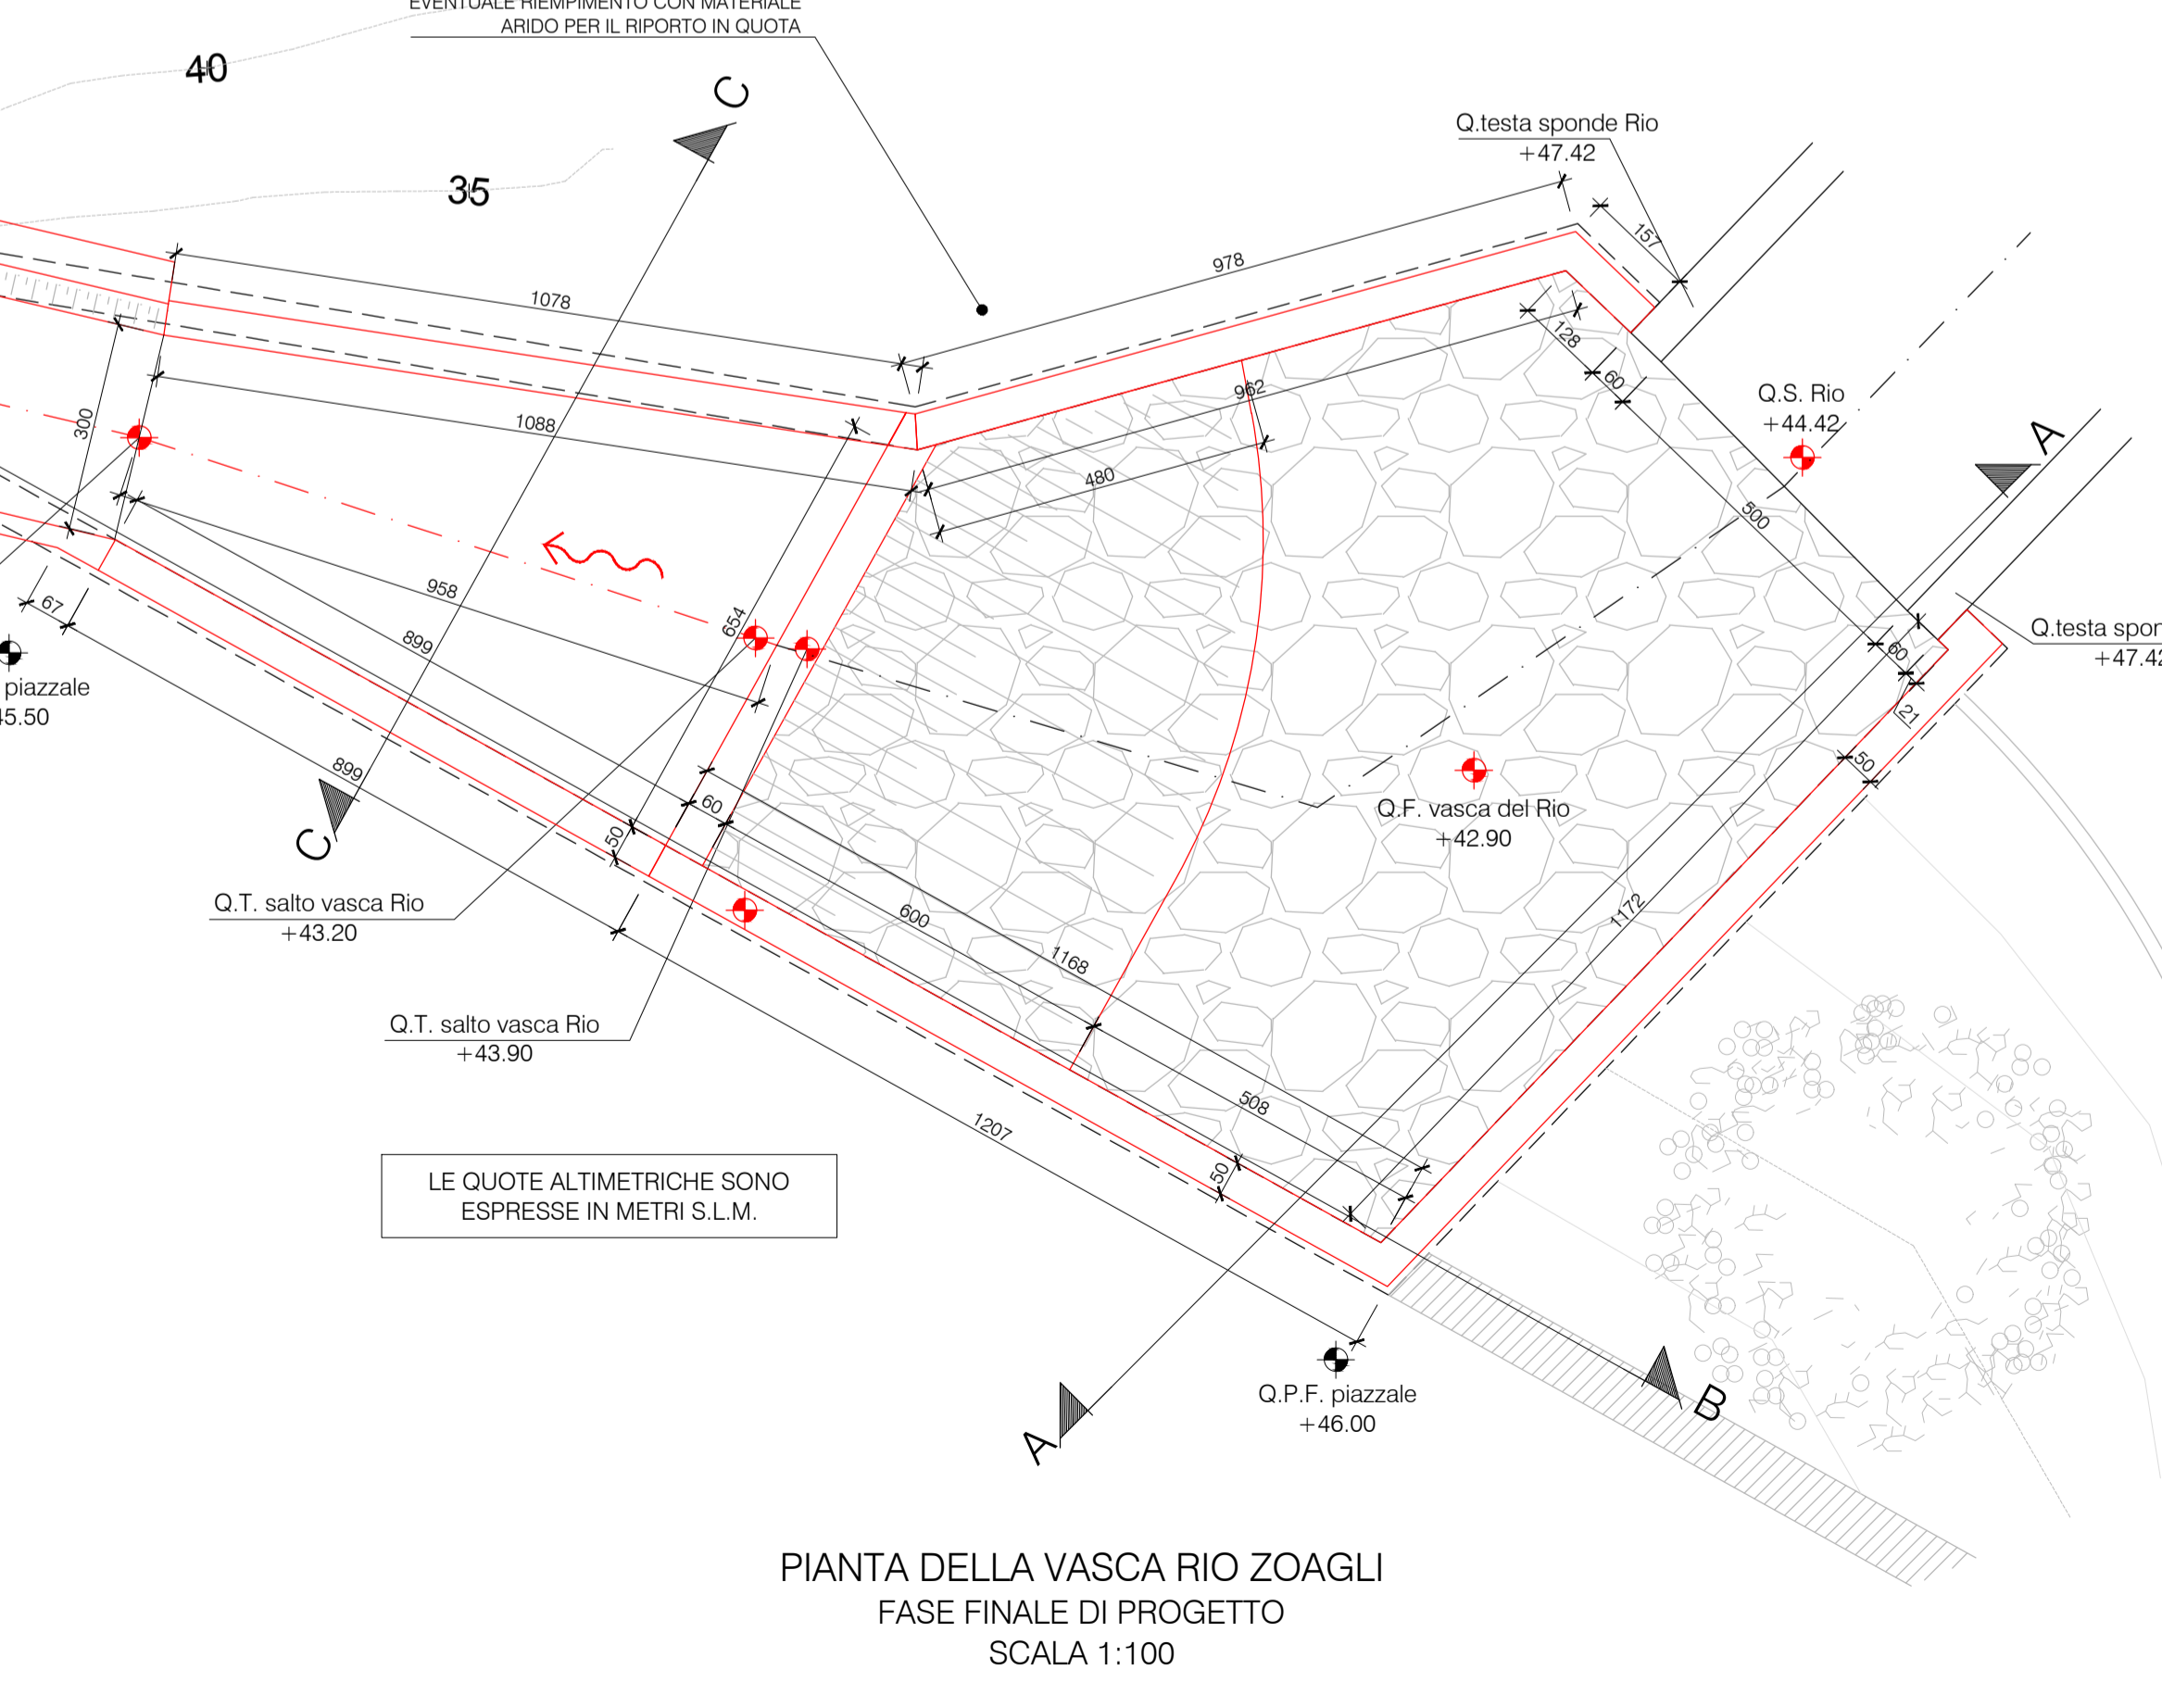 EVENTUALE RIEMPIMENTO CON MATERIALE
ARIDO PER IL RIPORTO IN QUOTA
40
35
C
Q.testa sponde Rio
+47.42
157
978
1078
128
962
60
Q.S. Rio
+44.42
A
300
1088
480
500
958
67
899
654
60
Q.testa spon
+47.42
21
piazzale
45.50
899
60
50
50
Q.F. vasca del Rio
+42.90
C
Q.T. salto vasca Rio
+43.20
600
1168
1172
Q.T. salto vasca Rio
+43.90
508
1207
50
LE QUOTE ALTIMETRICHE SONO
ESPRESSE IN METRI S.L.M.
Q.P.F. piazzale
+46.00
B
A
PIANTA DELLA VASCA RIO ZOAGLI
FASE FINALE DI PROGETTO
SCALA 1:100